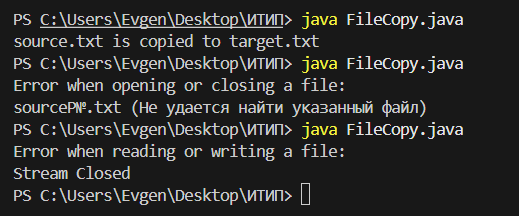 PS C:\Users\Evgen\Desktop\ИТИП> java FileCopy.java
source.txt is copied to target.txt
PS C:\Users\Evgen\Desktop\ИТИП> java FileCopy.java
Error when opening or closing a file:
sourceР№.txt (Не удается найти указанный файл)
PS C:\Users\Evgen\Desktop\ИТИП> java FileCopy.java
Error when reading or writing a file:
Stream Closed
PS C:\Users\Evgen\Desktop\ИТИП>